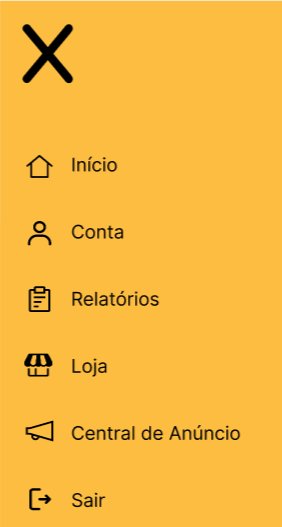 Início
Conta
Relatórios
Loja
Central de Anúncio
Sair